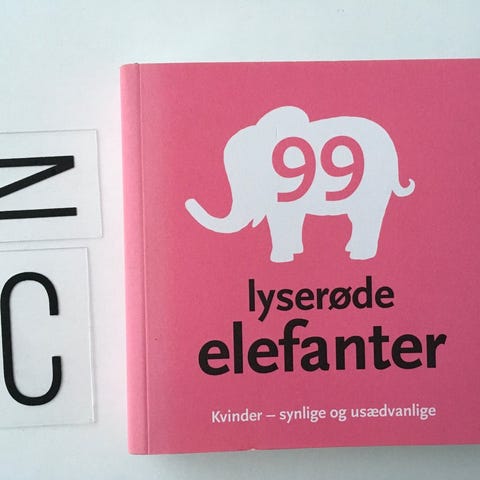 Z
C
99
lyserøde
elefanter
Kvinder – synlige og usædvanlige